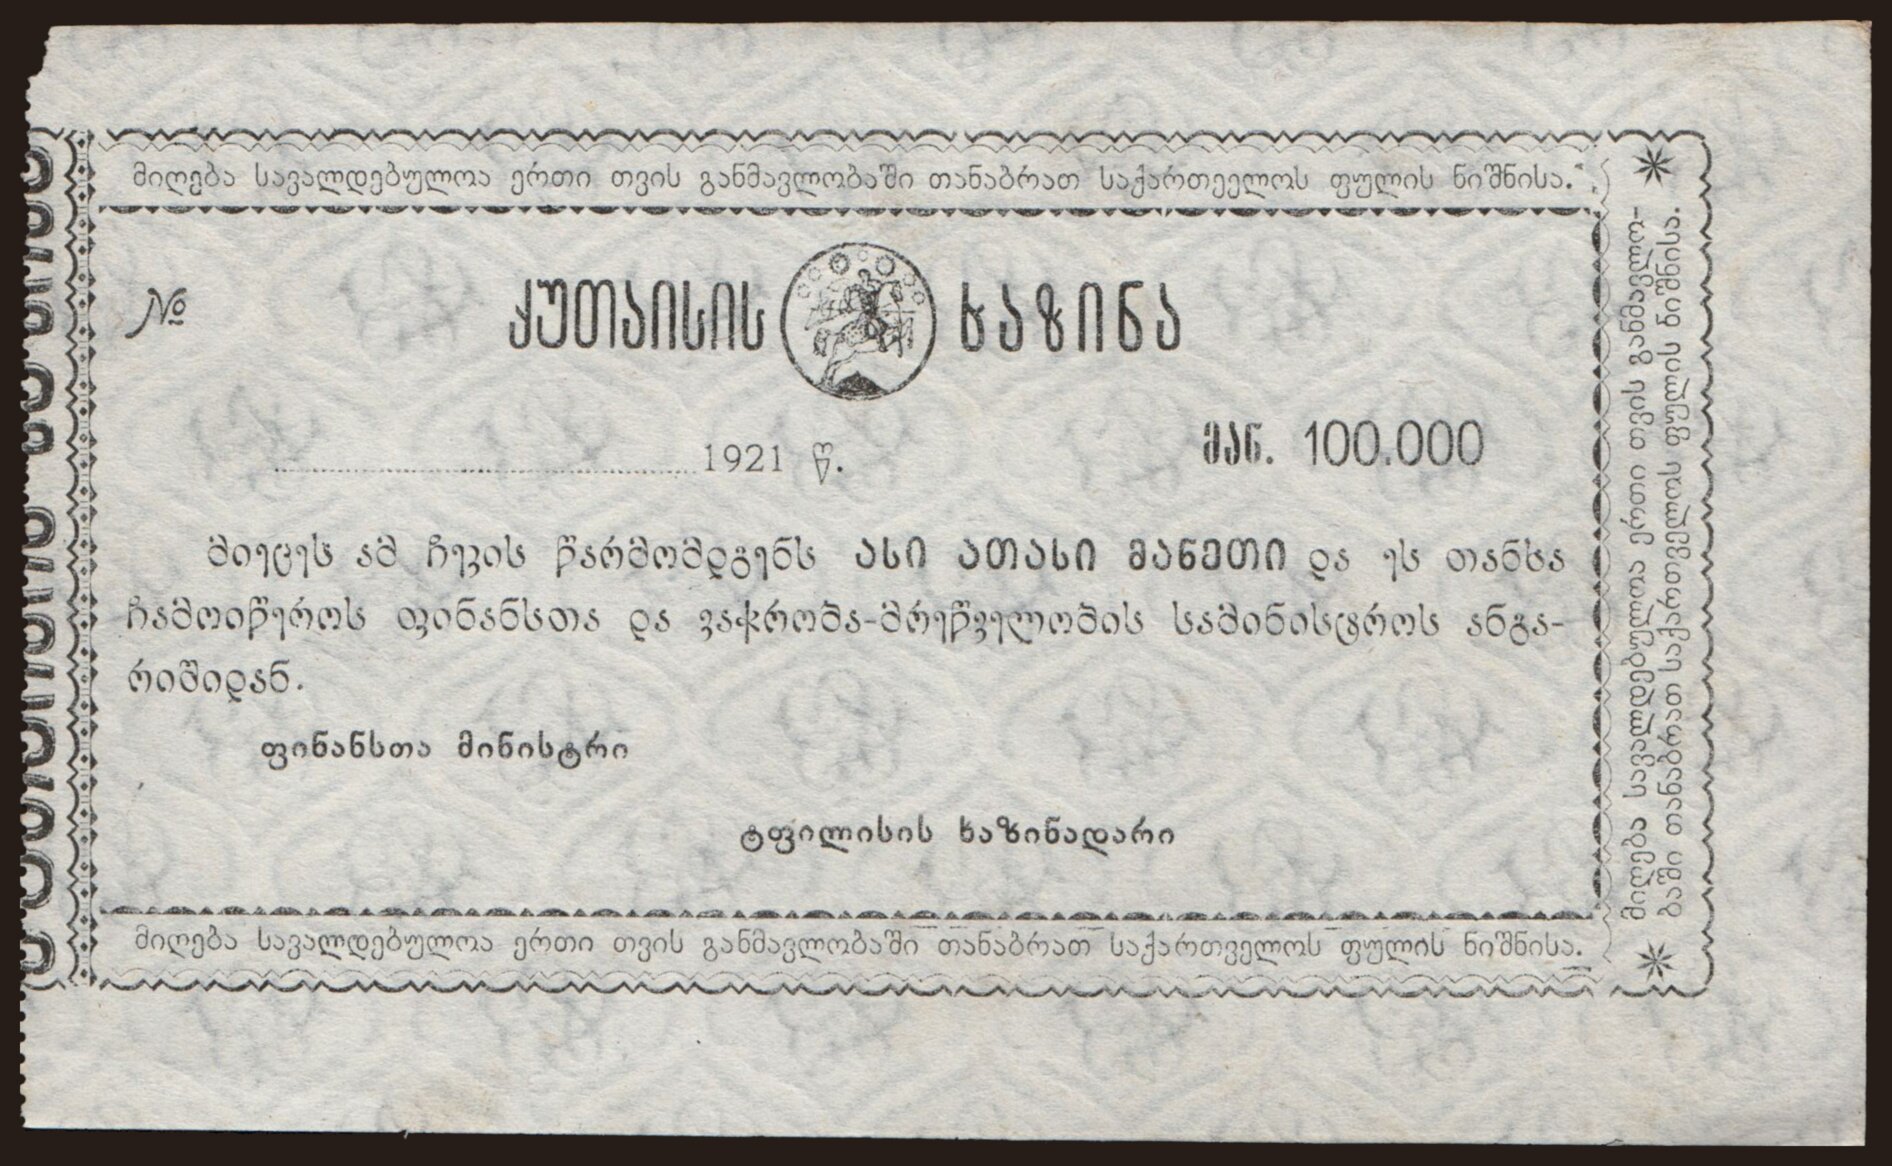 მიღება სავალდებულოა ერთი თვის განმავლობაში თანაბრათ საქართეელოს ფულის ნიშნისა.
№
ქუთაისის ხაზინა
1921 წ.
მან. 100.000
მიეცეს ამ ჩეკის წარმომდგენს ასი ათასი მანეთი და ეს თანხა
ჩამოიწეროს ფინანსთა და ვაჭრობა-მრეწველობის სამინისტროს ანგა-
რიშიდან.
ფინანსთა მინისტრი
ტფილისის ხაზინადარი
მიღება სავალდებულოა ერთი თვის განმავლობაში თანაბრათ საქართველოს ფულის ნიშნისა.
მიღება სავალდებულოა ერთი თვის განმავლო-
ბაში თანაბრათ საქართველოს ფულის ნიშნისა.